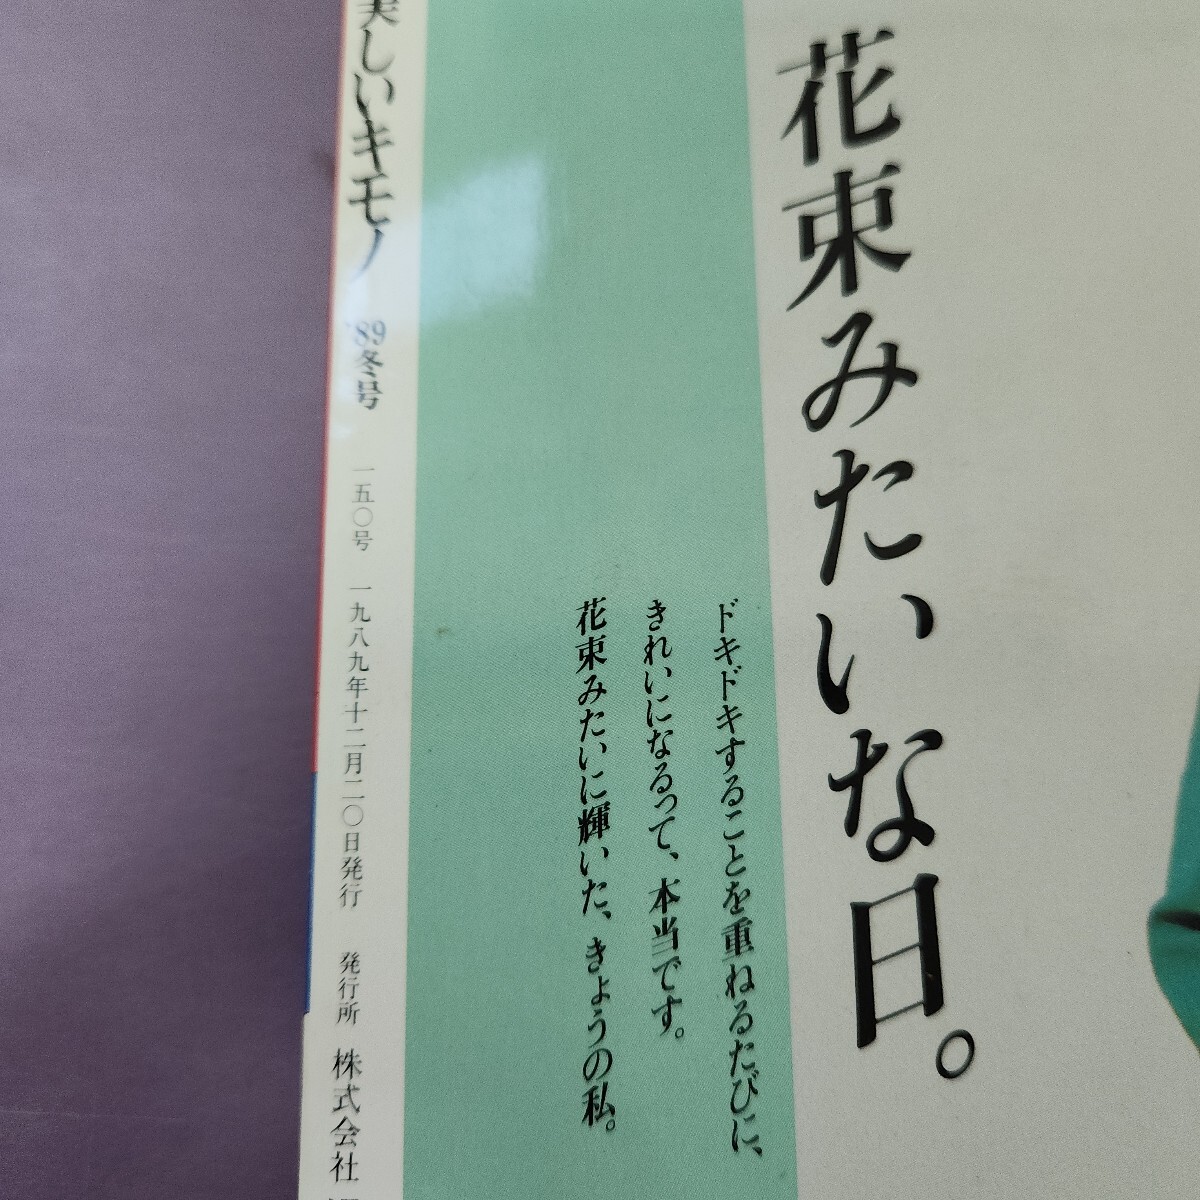 花束みたいな日。
ドキドキすることを重ねるたびに、
きれいになるって、本当です。
花束みたいに輝いた、きょうの私。
美しいキモノ '89冬号 一五〇号 一九八九年十二月二〇日発行 発行所 株式会社